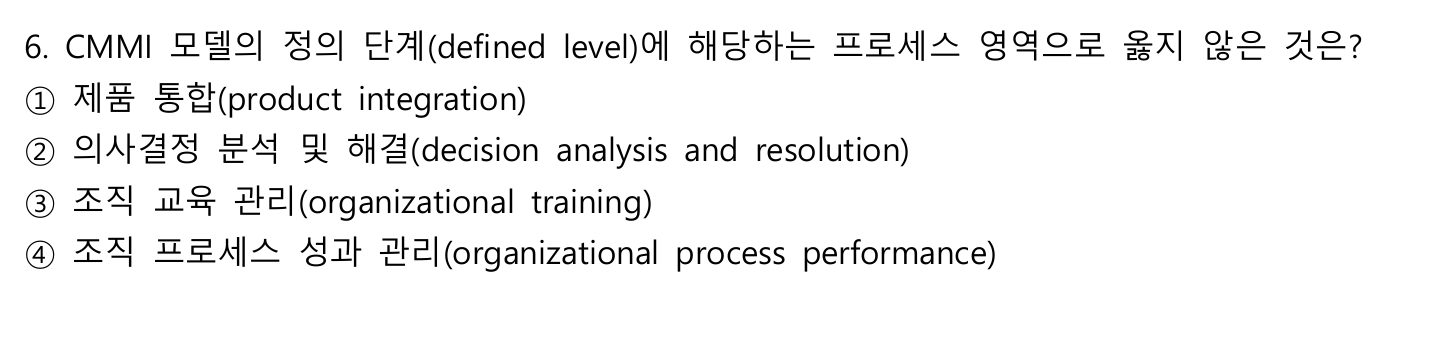 6. CMMI 모델의 정의 단계(defined level)에 해당하는 프로세스 영역으로 옳지 않은 것은?
① 제품 통합(product integration)
② 의사결정 분석 및 해결(decision analysis and resolution)
③ 조직 교육 관리(organizational training)
④ 조직 프로세스 성과 관리(organizational process performance)